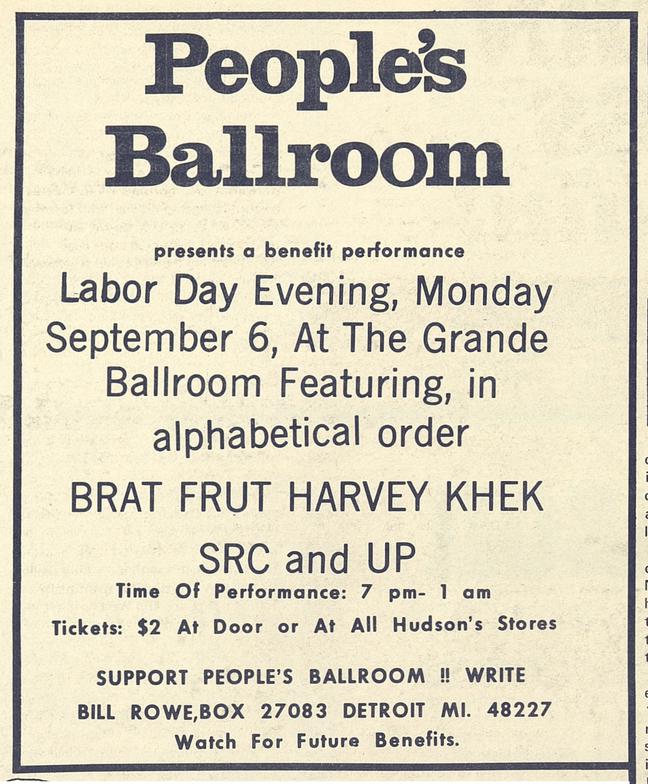 People's
Ballroom
presents a benefit performance
Labor Day Evening, Monday
September 6, At The Grande
Ballroom Featuring, in
alphabetical order
BRAT FRUT HARVEY KHEK
SRC and UP
Time Of Performance: 7 pm- 1 am
Tickets: $2 At Door or At All Hudson's Stores
SUPPORT PEOPLE'S BALLROOM !! WRITE
BILL ROWE,BOX 27083 DETROIT MI. 48227
Watch For Future Benefits.